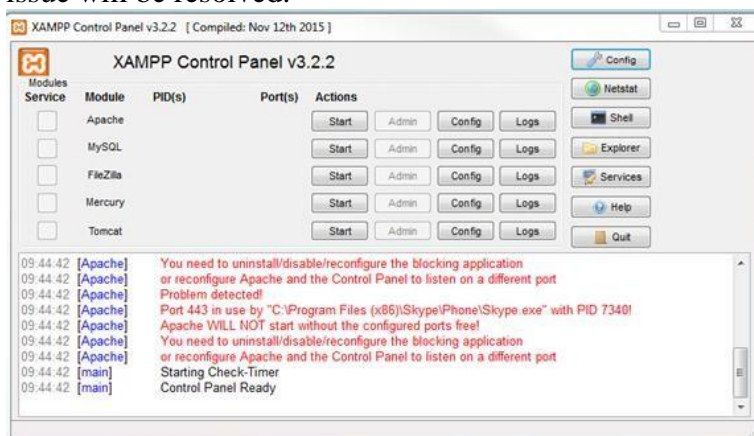 issue will be resolved.
XAMPP Control Panel v3.2.2 [ Compiled: Nov 12th 2015 ]
XAMPP Control Panel v3.2.2
Config
Modules
Service Module PID(s) Port(s) Actions
Netstat
Apache Start Admin Config Logs Shell
MySQL Start Admin Config Logs Explorer
FileZilla Start Admin Config Logs Services
Mercury Start Admin Config Logs Help
Tomcat Start Admin Config Logs Quit
09:44:42 [Apache] You need to uninstall/disable/reconfigure the blocking application
09:44:42 [Apache] or reconfigure Apache and the Control Panel to listen on a different port
09:44:42 [Apache] Problem detected!
09:44:42 [Apache] Port 443 in use by "C:\Program Files (x86)\Skype\Phone\Skype.exe" with PID 7340!
09:44:42 [Apache] Apache WILL NOT start without the configured ports free!
09:44:42 [Apache] You need to uninstall/disable/reconfigure the blocking application
09:44:42 [Apache] or reconfigure Apache and the Control Panel to listen on a different port
09:44:42 [main] Starting Check-Timer
09:44:42 [main] Control Panel Ready